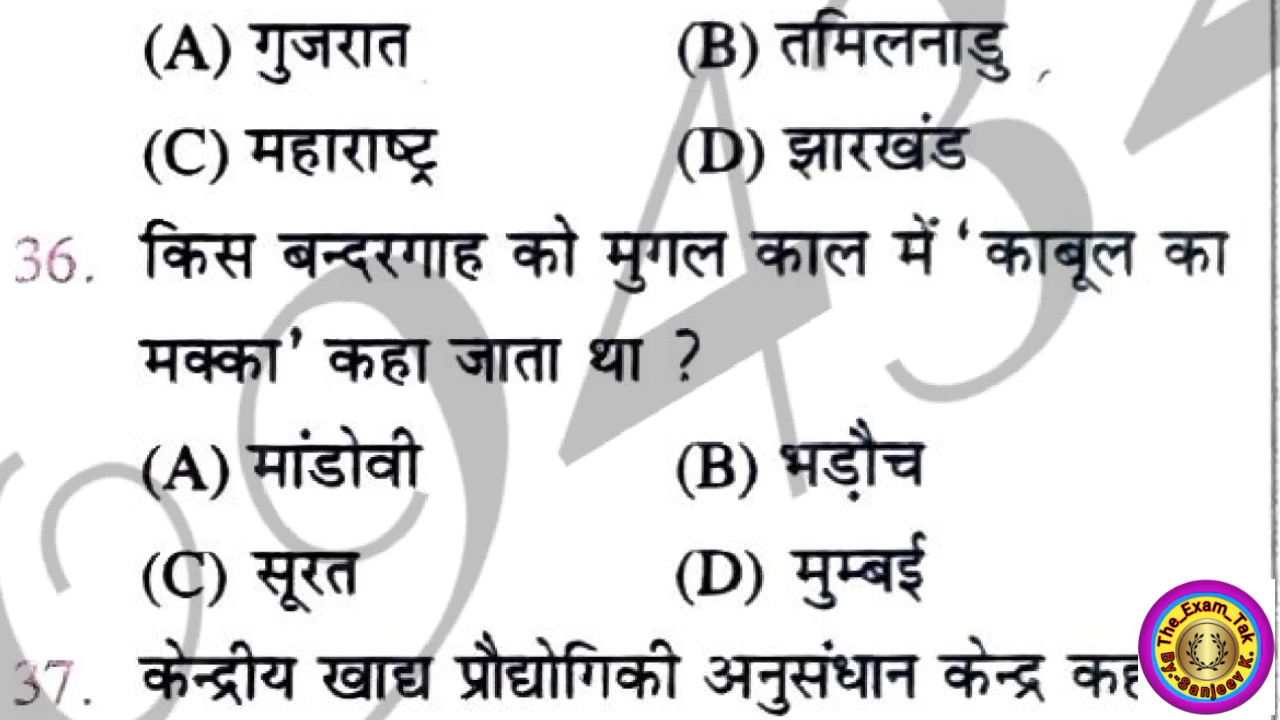 (A) गुजरात (B) तमिलनाडु
(C) महाराष्ट्र (D) झारखंड
36. किस बन्दरगाह को मुगल काल में ‘काबूल का
मक्का’ कहा जाता था ?
(A) मांडोवी (B) भड़ौच
(C) सूरत (D) मुम्बई
37. केन्द्रीय खाद्य प्रौद्योगिकी अनुसंधान केन्द्र
The_Exam_Tak
By:-Sanjeev K.